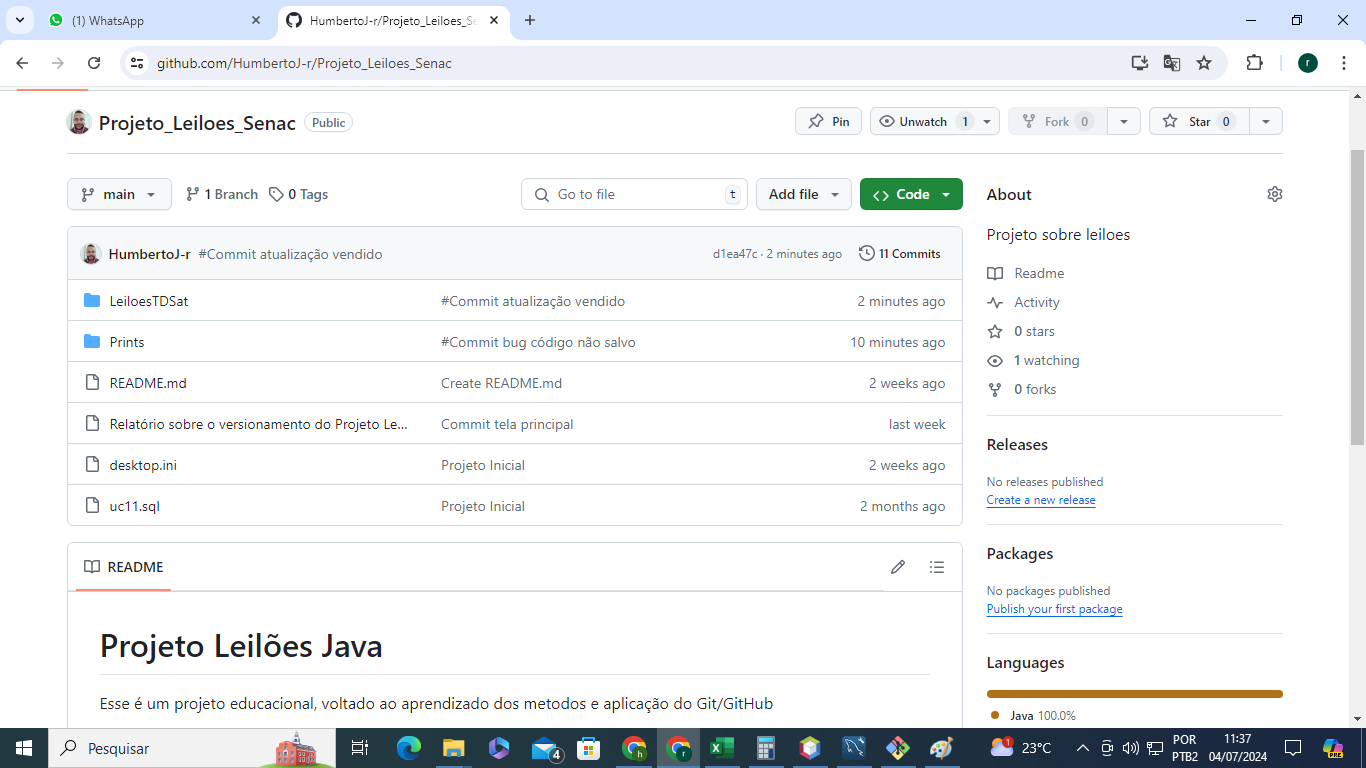 (1) WhatsApp
HumbertoJ-r/Projeto_Leiloes_Se
github.com/HumbertoJ-r/Projeto_Leiloes_Senac
r
Projeto_Leiloes_Senac Public
Pin
Unwatch 1
Fork 0
Star 0
main
1 Branch
0 Tags
Go to file t
Add file
Code
HumbertoJ-r #Commit atualização vendido d1ea47c · 2 minutes ago 11 Commits
LeiloesTDSat #Commit atualização vendido 2 minutes ago
Prints #Commit bug código não salvo 10 minutes ago
README.md Create README.md 2 weeks ago
Relatório sobre o versionamento do Projeto Le... Commit tela principal last week
desktop.ini Projeto Inicial 2 weeks ago
uc11.sql Projeto Inicial 2 months ago
README
Projeto Leilões Java
Esse é um projeto educacional, voltado ao aprendizado dos metodos e aplicação do Git/GitHub
About
Projeto sobre leiloes
Readme
Activity
0 stars
1 watching
0 forks
Releases
No releases published
Create a new release
Packages
No packages published
Publish your first package
Languages
Java 100.0%
Pesquisar
4
h
r
1
23°C
POR
PTB2
11:37
04/07/2024
PRE